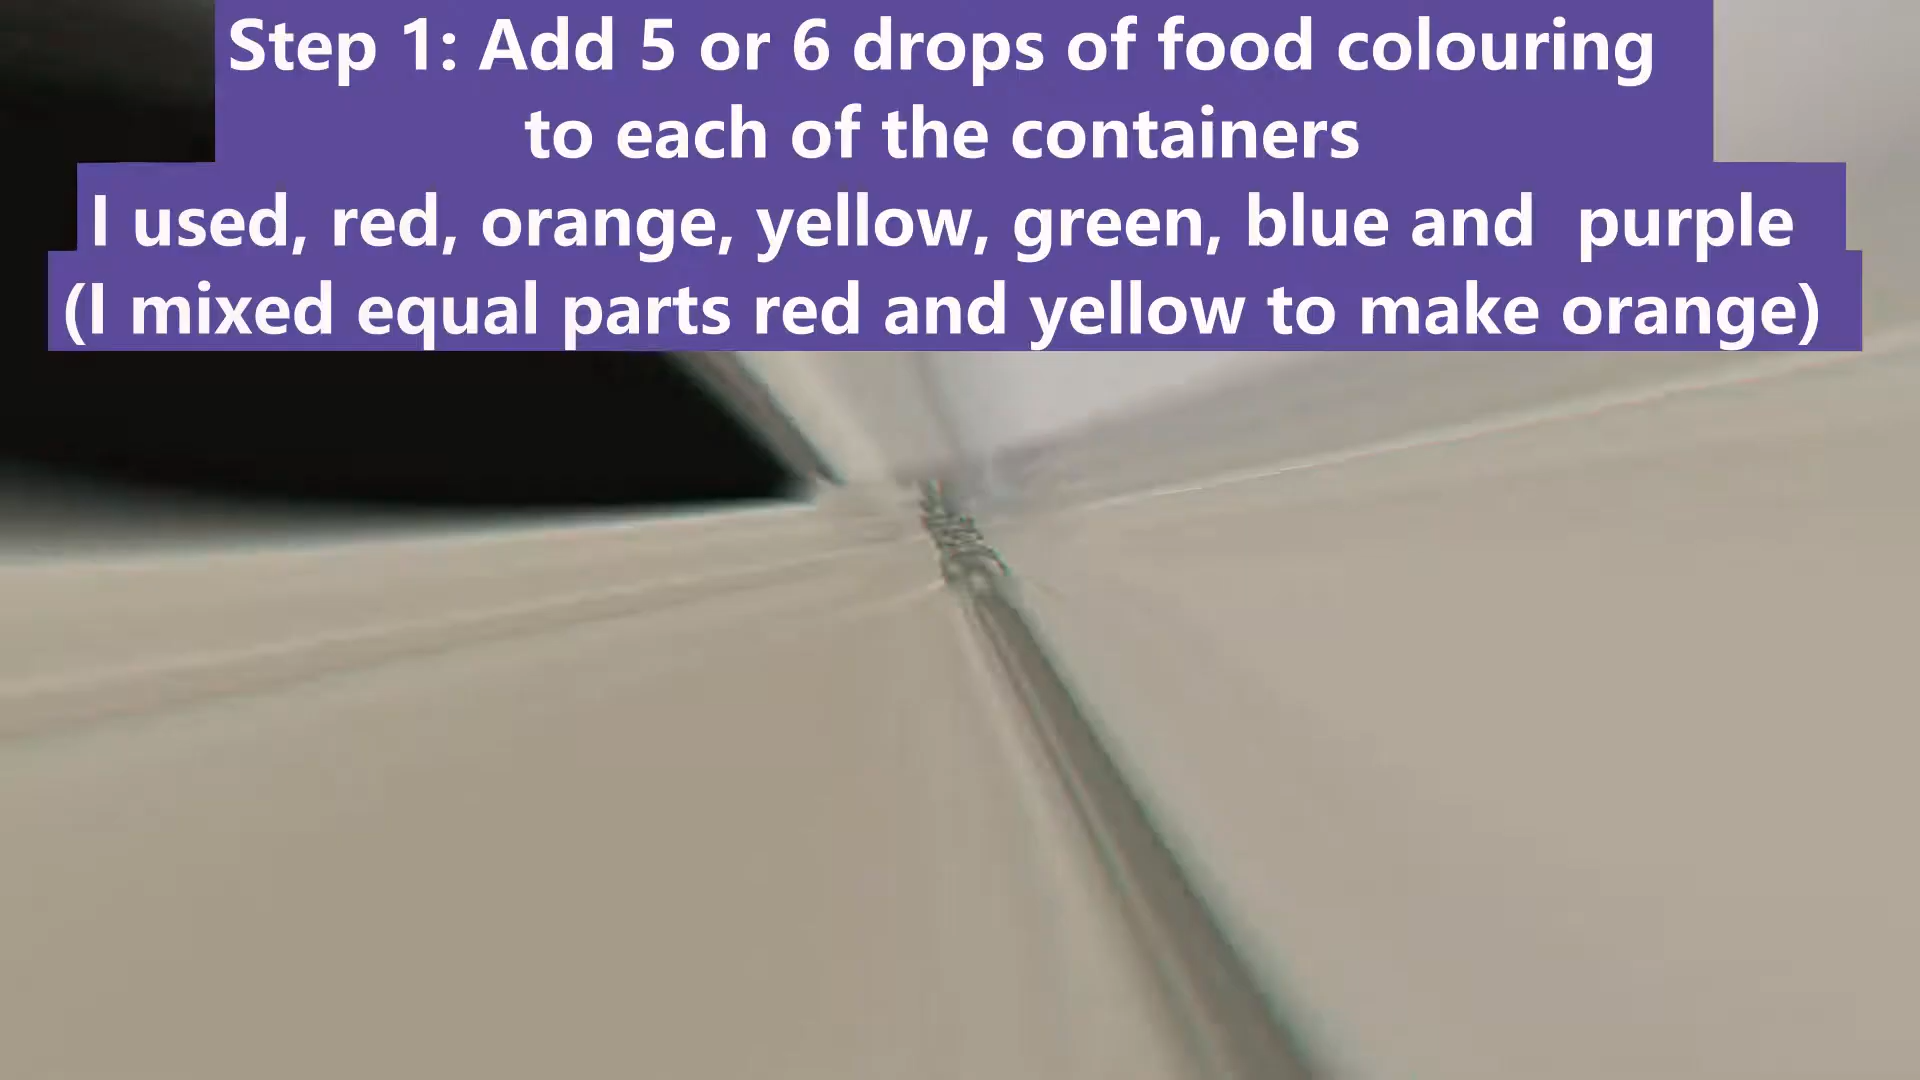 Step 1: Add 5 or 6 drops of food colouring
to each of the containers
I used, red, orange, yellow, green, blue and  purple
(I mixed equal parts red and yellow to make orange)